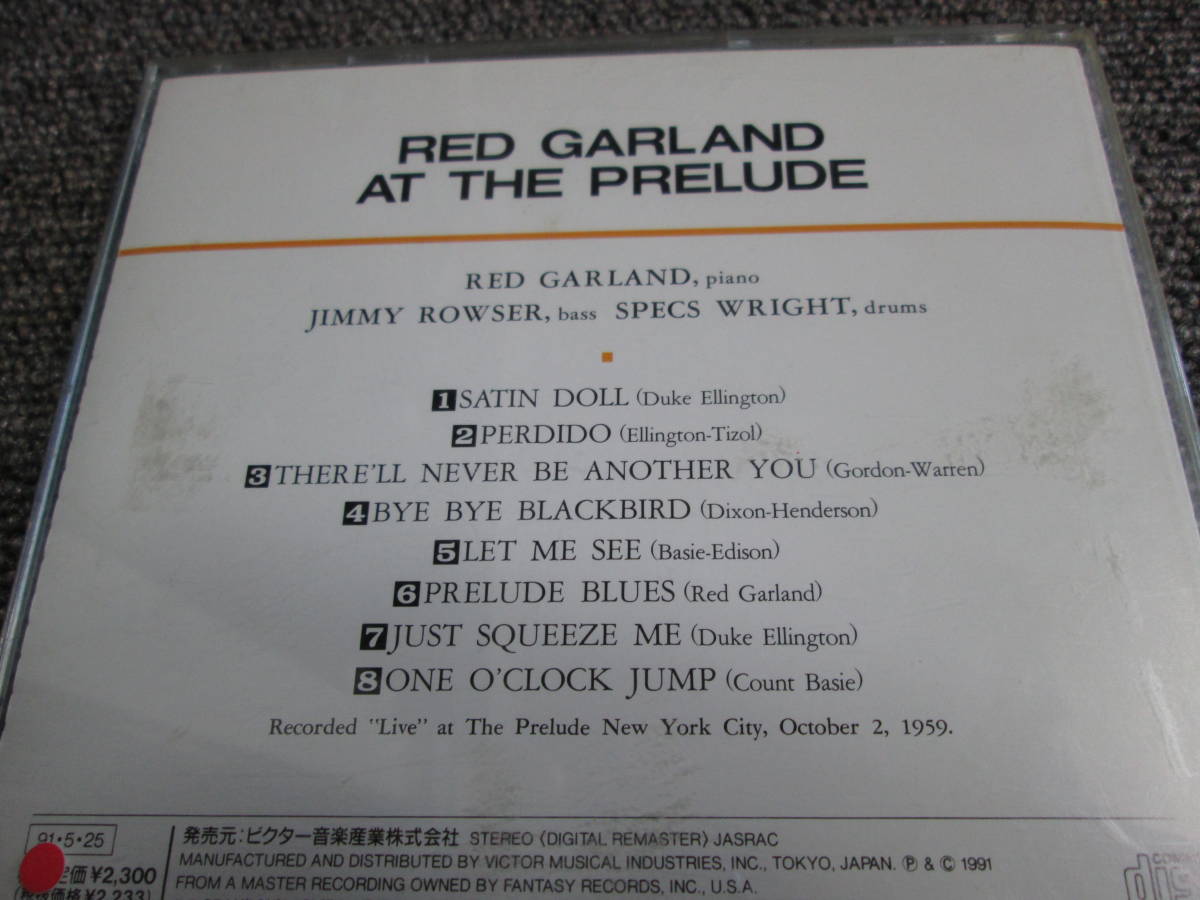 RED GARLAND
AT THE PRELUDE
RED GARLAND, piano
JIMMY ROWSER, bass SPECS WRIGHT, drums
1 SATIN DOLL (Duke Ellington)
2 PERDIDO (Ellington-Tizol)
3 THERE'LL NEVER BE ANOTHER YOU (Gordon-Warren)
4 BYE BYE BLACKBIRD (Dixon-Henderson)
5 LET ME SEE (Basie-Edison)
6 PRELUDE BLUES (Red Garland)
7 JUST SQUEEZE ME (Duke Ellington)
8 ONE O'CLOCK JUMP (Count Basie)
Recorded "Live" at The Prelude New York City, October 2, 1959.
91・5・25
定価¥2,300
(税抜価格¥2,233)
発売元:ビクター音楽産業株式会社 STEREO 〈DIGITAL REMASTER〉 JASRAC
MANUFACTURED AND DISTRIBUTED BY VICTOR MUSICAL INDUSTRIES, INC., TOKYO, JAPAN. Ⓟ & © 1991
FROM A MASTER RECORDING OWNED BY FANTASY RECORDS, INC., U.S.A.